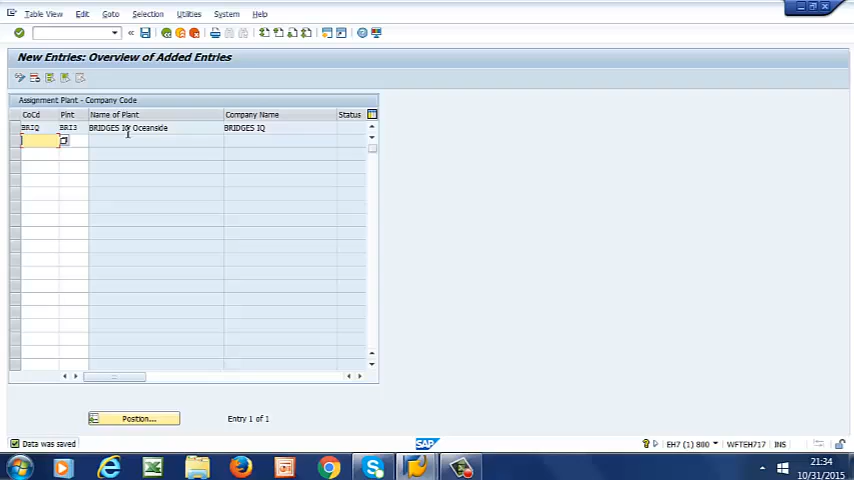 Table View Edit Goto Selection Utilities System Help
New Entries: Overview of Added Entries
Assignment Plant - Company Code
CoCd Plnt Name of Plant Company Name Status
BRIQ BRI3 BRIDGES IQ Oceanside BRIDGES IQ
Position... Entry 1 of 1
Data was saved SAP EH7 (1) 800 WFTEH717 INS
21:34
10/31/2015